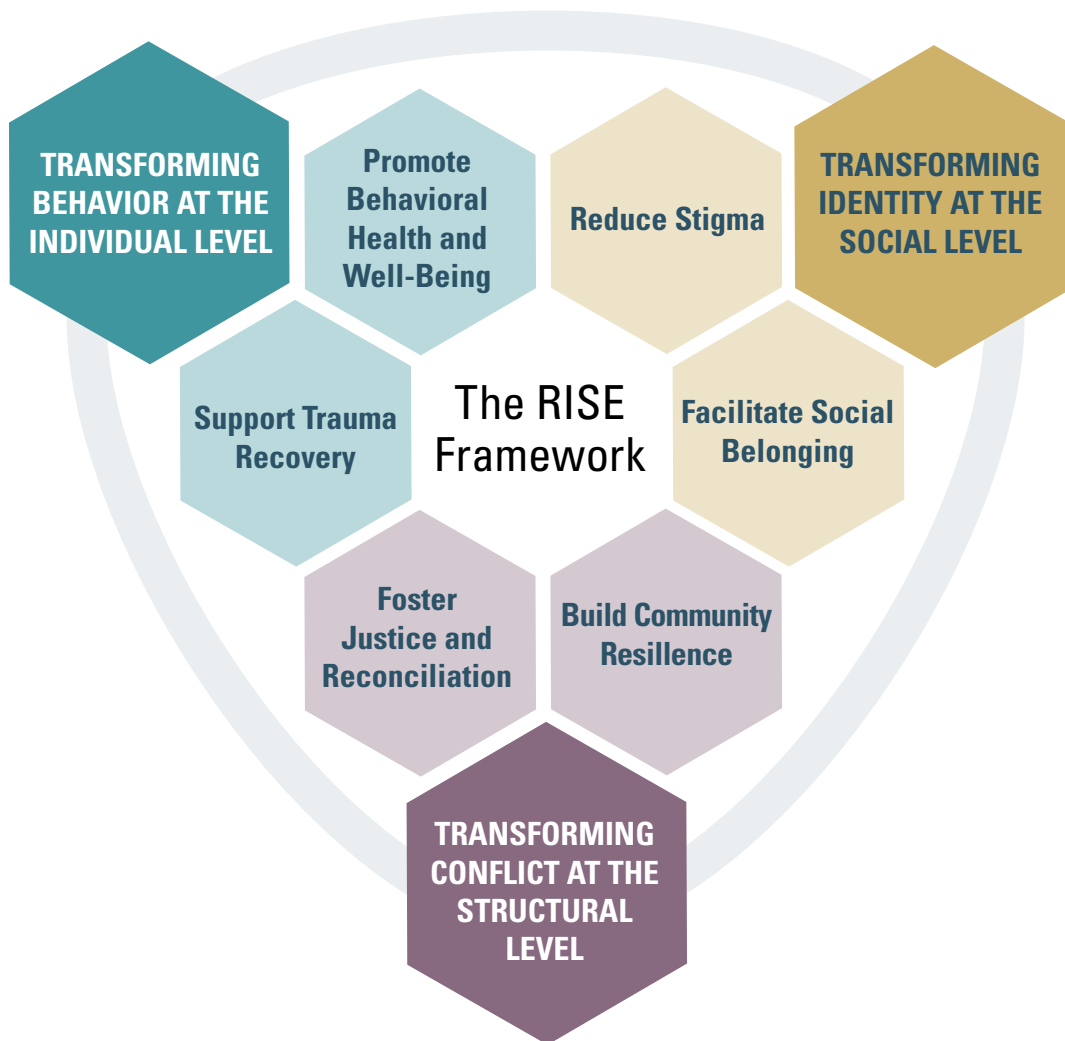 TRANSFORMING
BEHAVIOR AT THE
INDIVIDUAL LEVEL
Promote
Behavioral
Health and
Well-Being
Reduce Stigma
TRANSFORMING
IDENTITY AT THE
SOCIAL LEVEL
Support Trauma
Recovery
The RISE
Framework
Facilitate Social
Belonging
Foster
Justice and
Reconciliation
Build Community
Resillence
TRANSFORMING
CONFLICT AT THE
STRUCTURAL
LEVEL